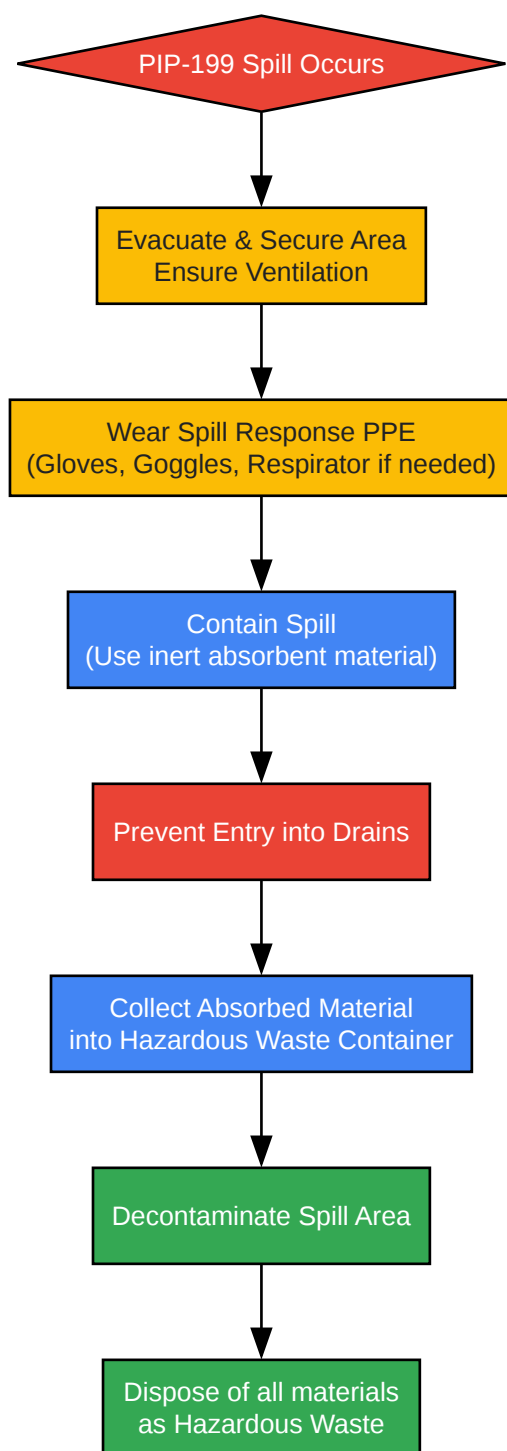 PIP-199 Spill Occurs
Evacuate & Secure Area
Ensure Ventilation
Wear Spill Response PPE
(Gloves, Goggles, Respirator if needed)
Contain Spill
(Use inert absorbent material)
Prevent Entry into Drains
Collect Absorbed Material
into Hazardous Waste Container
Decontaminate Spill Area
Dispose of all materials
as Hazardous Waste